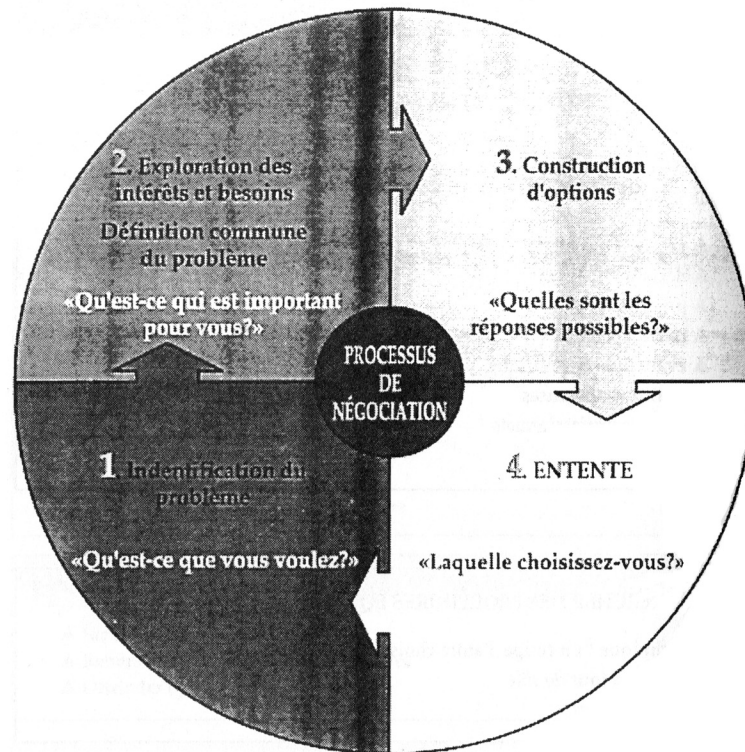 2. Exploration des
intérêts et besoins
Définition commune
du problème
«Qu'est-ce qui est important
pour vous?»
3. Construction
d'options
«Quelles sont les
réponses possibles?»
PROCESSUS
DE
NÉGOCIATION
1. Indentification du
problème
«Qu'est-ce que vous voulez?»
4. ENTENTE
«Laquelle choisissez-vous?»